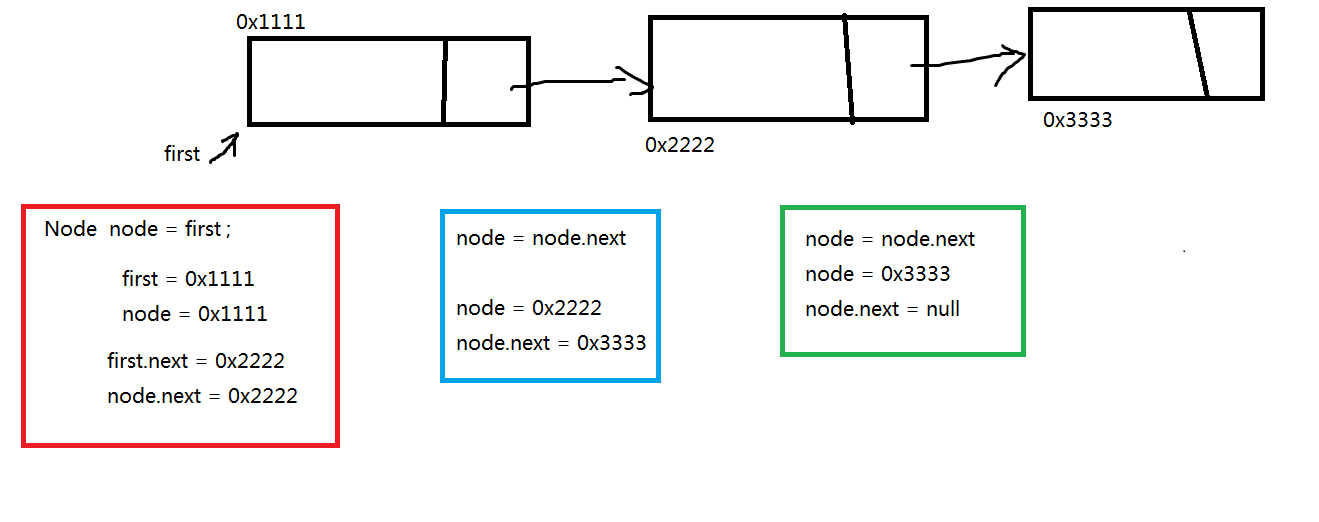 0x1111
0x2222
0x3333
first
Node node = first ;
first = 0x1111
node = 0x1111
first.next = 0x2222
node.next = 0x2222
node = node.next
node = 0x2222
node.next = 0x3333
node = node.next
node = 0x3333
node.next = null